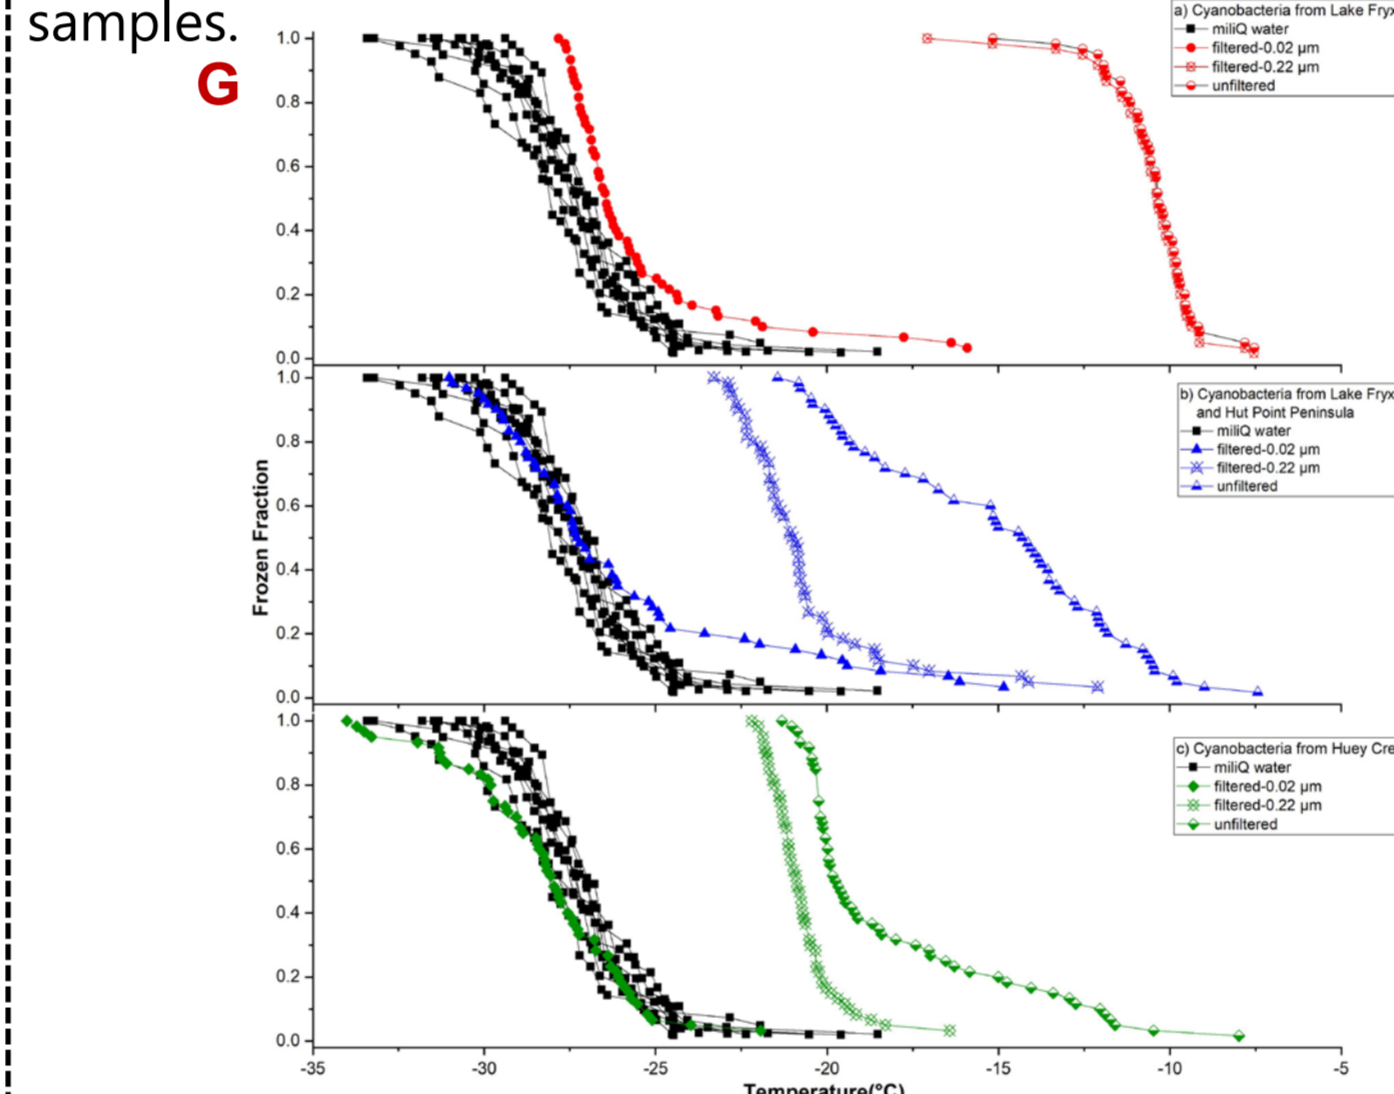 samples.
G
a) Cyanobacteria from Lake Fryx
miliQ water
filtered-0.02 µm
filtered-0.22 µm
unfiltered
1.0
0.8
0.6
0.4
0.2
0.0
b) Cyanobacteria from Lake Fryx
and Hut Point Peninsula
miliQ water
filtered-0.02 µm
filtered-0.22 µm
unfiltered
1.0
0.8
0.6
0.4
0.2
0.0
Frozen Fraction
c) Cyanobacteria from Huey Cre
miliQ water
filtered-0.02 µm
filtered-0.22 µm
unfiltered
1.0
0.8
0.6
0.4
0.2
0.0
-35 -30 -25 -20 -15 -10 -5
Temperature(°C)